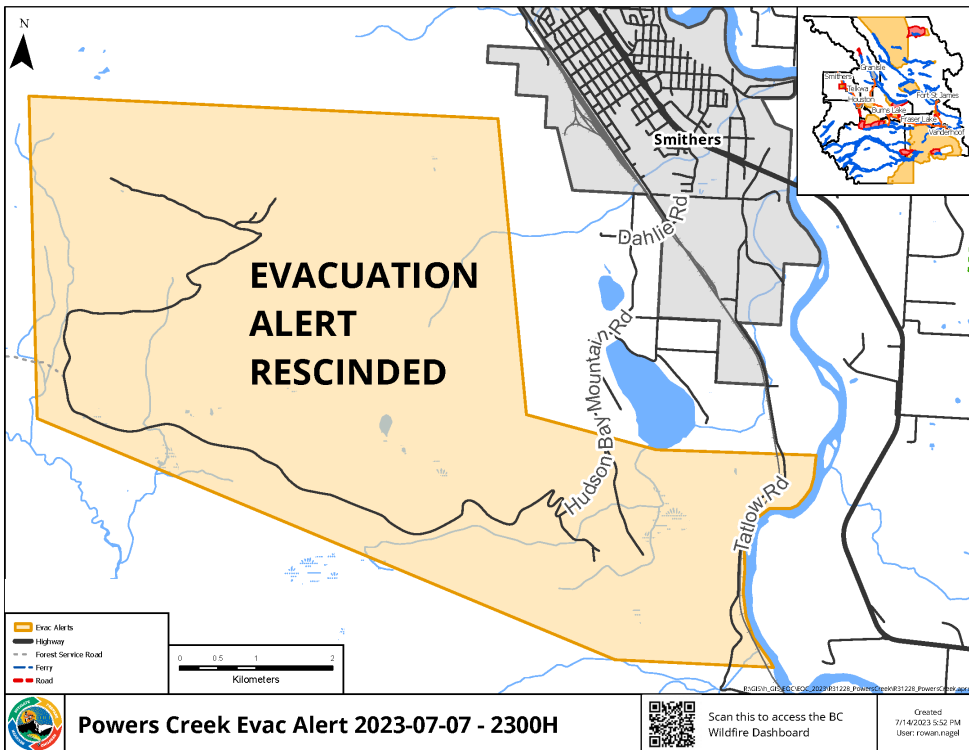 N
Smithers
Dahlie Rd
EVACUATION
ALERT
RESCINDED
Hudson Bay Mountain Rd
Tatlow Rd
Granisle
Smithers
Telkwa
Houston
Fort St James
Burns Lake
Fraser Lake
Vanderhoof
Evac Alerts
Highway
Forest Service Road
Ferry
Road
0 0.5 1 2
Kilometers
Powers Creek Evac Alert 2023-07-07 - 2300H
Scan this to access the BC
Wildfire Dashboard
Created
7/14/2023 5:52 PM
User: rowan.nagel